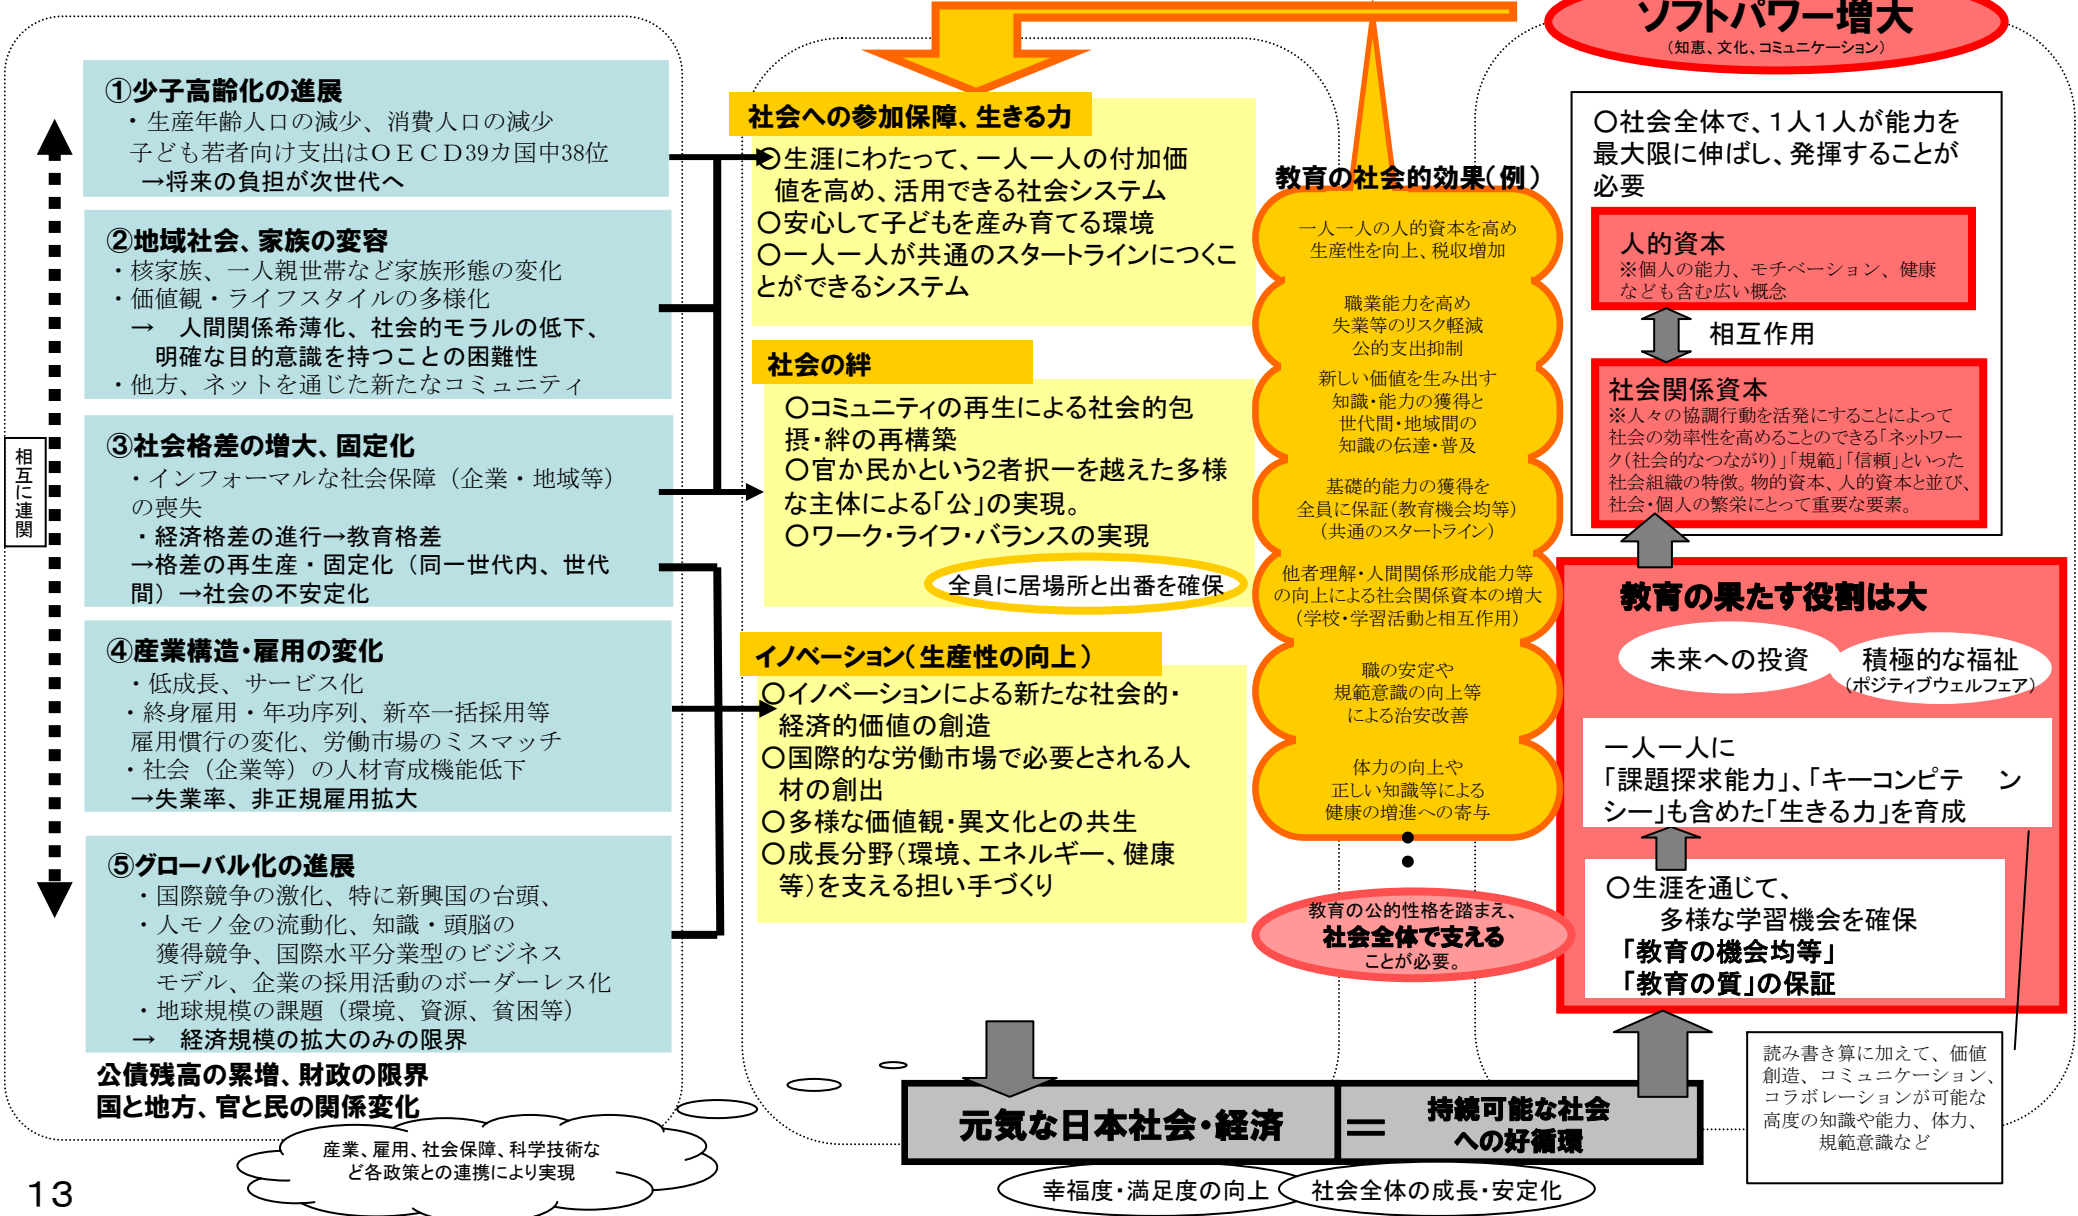 ソフトパワー増大
(知恵、文化、コミュニケーション)
①少子高齢化の進展
・生産年齢人口の減少、消費人口の減少
子ども若者向け支出はＯＥＣＤ39カ国中38位
→将来の負担が次世代へ
②地域社会、家族の変容
・核家族、一人親世帯など家族形態の変化
・価値観・ライフスタイルの多様化
→　人間関係希薄化、社会的モラルの低下、
明確な目的意識を持つことの困難性
・他方、ネットを通じた新たなコミュニティ
③社会格差の増大、固定化
・インフォーマルな社会保障（企業・地域等）
の喪失
・経済格差の進行→教育格差
→格差の再生産・固定化（同一世代内、世代
間）→社会の不安定化
④産業構造・雇用の変化
・低成長、サービス化
・終身雇用・年功序列、新卒一括採用等
雇用慣行の変化、労働市場のミスマッチ
・社会（企業等）の人材育成機能低下
→失業率、非正規雇用拡大
⑤グローバル化の進展
・国際競争の激化、特に新興国の台頭、
・人モノ金の流動化、知識・頭脳の
獲得競争、国際水平分業型のビジネス
モデル、企業の採用活動のボーダーレス化
・地球規模の課題（環境、資源、貧困等）
→　経済規模の拡大のみの限界
相互に連関
公債残高の累増、財政の限界
国と地方、官と民の関係変化
産業、雇用、社会保障、科学技術な
ど各政策との連携により実現
社会への参加保障、生きる力
○生涯にわたって、一人一人の付加価
値を高め、活用できる社会システム
○安心して子どもを産み育てる環境
○一人一人が共通のスタートラインにつくこ
とができるシステム
社会の絆
○コミュニティの再生による社会的包
摂・絆の再構築
○官か民かという2者択一を越えた多様
な主体による「公」の実現。
○ワーク・ライフ・バランスの実現
全員に居場所と出番を確保
イノベーション（生産性の向上）
○イノベーションによる新たな社会的・
経済的価値の創造
○国際的な労働市場で必要とされる人
材の創出
○多様な価値観・異文化との共生
○成長分野（環境、エネルギー、健康
等）を支える担い手づくり
教育の社会的効果（例）
一人一人の人的資本を高め
生産性を向上、税収増加
職業能力を高め
失業等のリスク軽減
公的支出抑制
新しい価値を生み出す
知識・能力の獲得と
世代間・地域間の
知識の伝達・普及
基礎的能力の獲得を
全員に保証（教育機会均等）
（共通のスタートライン）
他者理解・人間関係形成能力等
の向上による社会関係資本の増大
（学校・学習活動と相互作用）
職の安定や
規範意識の向上等
による治安改善
体力の向上や
正しい知識等による
健康の増進への寄与
●
●
教育の公的性格を踏まえ、
社会全体で支える
ことが必要。
○社会全体で、１人１人が能力を
最大限に伸ばし、発揮することが
必要
人的資本
※個人の能力、モチベーション、健康
なども含む広い概念
相互作用
社会関係資本
※人々の協調行動を活発にすることによって
社会の効率性を高めることのできる「ネットワー
ク（社会的なつながり）」「規範」「信頼」といった
社会組織の特徴。物的資本、人的資本と並び、
社会・個人の繁栄にとって重要な要素。
教育の果たす役割は大
未来への投資
積極的な福祉
（ポジティブウェルフェア）
一人一人に
「課題探求能力」、「キーコンピテ　ン
シー」も含めた「生きる力」を育成
○生涯を通じて、
多様な学習機会を確保
「教育の機会均等」
「教育の質」の保証
読み書き算に加えて、価値
創造、コミュニケーション、
コラボレーションが可能な
高度の知識や能力、体力、
規範意識など
元気な日本社会・経済
＝
持続可能な社会
への好循環
幸福度・満足度の向上
社会全体の成長・安定化
13